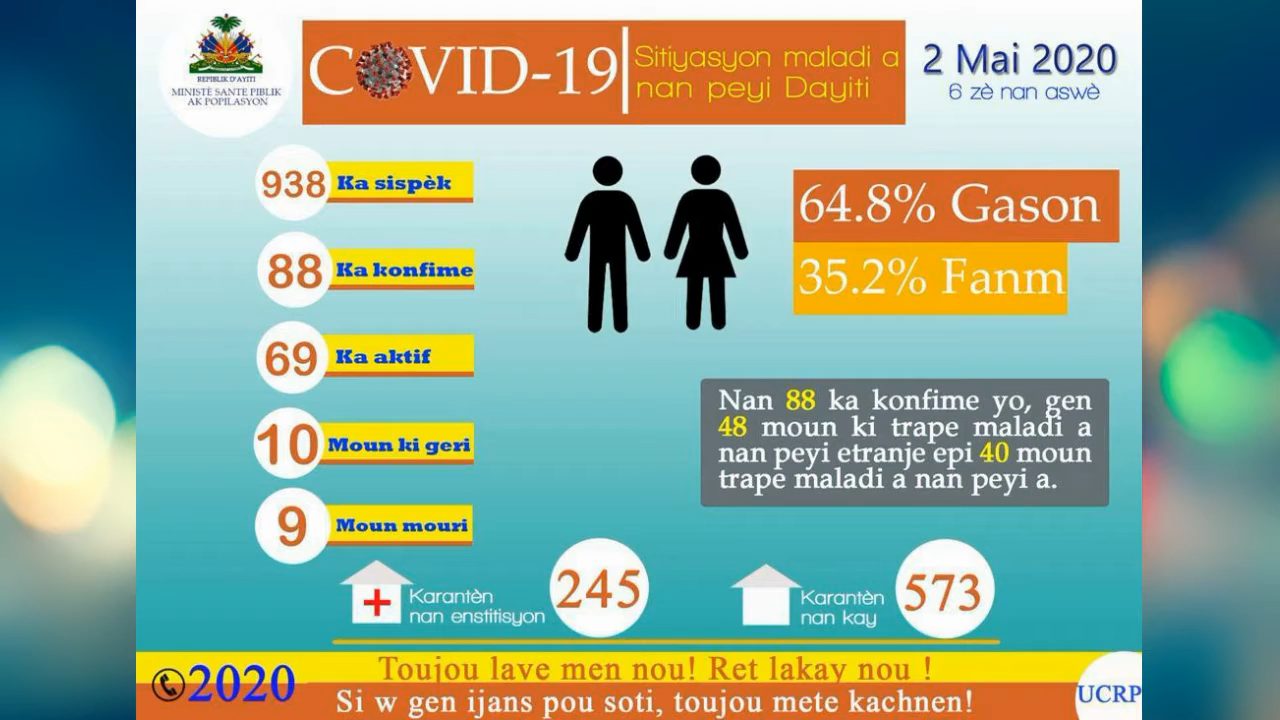 REPIBLIK D'AYITI
MINISTÈ SANTE PIBLIK
AK POPILASYON
COVID-19
Sitiyasyon maladi a
nan peyi Dayiti
2 Mai 2020
6 zè nan aswè
938 Ka sispèk
88 Ka konfime
69 Ka aktif
10 Moun ki geri
9 Moun mouri
64.8% Gason
35.2% Fanm
Nan 88 ka konfime yo, gen
48 moun ki trape maladi a
nan peyi etranje epi 40 moun
trape maladi a nan peyi a.
Karantèn
nan enstitisyon
245
Karantèn
nan kay
573
2020
Toujou lave men nou! Ret lakay nou !
Si w gen ijans pou soti, toujou mete kachnen!
UCRP